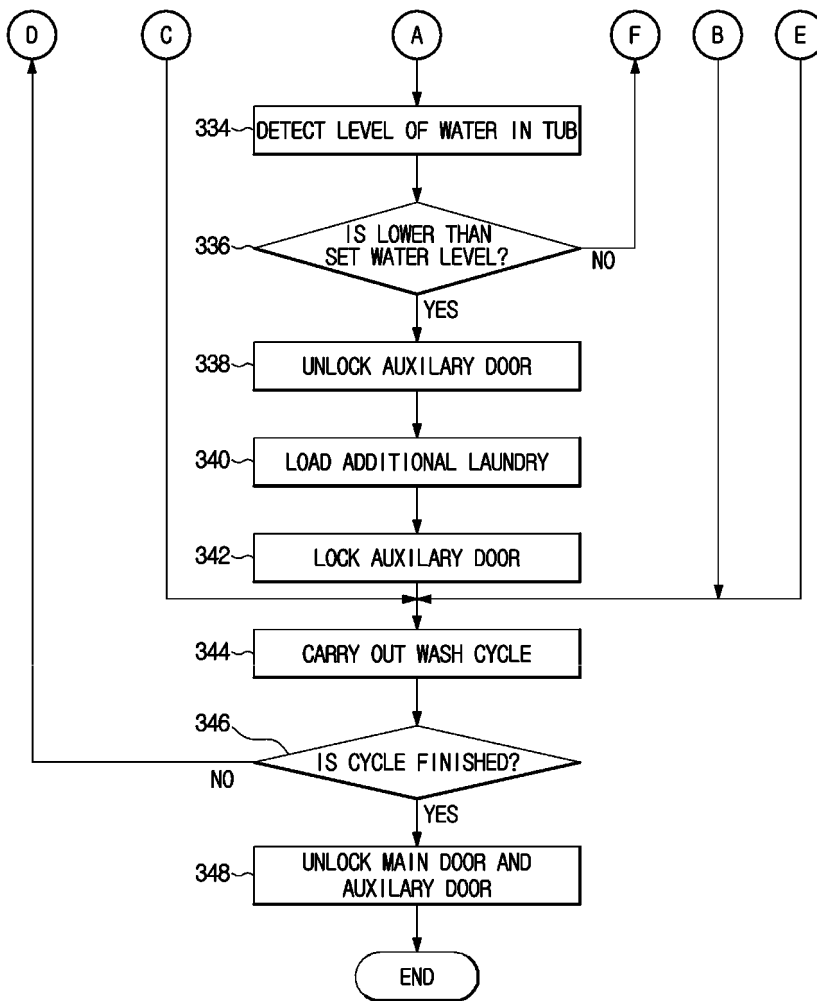 D C A F B E
334 DETECT LEVEL OF WATER IN TUB
336 IS LOWER THAN
SET WATER LEVEL?
NO
YES
338 UNLOCK AUXILARY DOOR
340 LOAD ADDITIONAL LAUNDRY
342 LOCK AUXILARY DOOR
344 CARRY OUT WASH CYCLE
346
IS CYCLE FINISHED?
NO
YES
348 UNLOCK MAIN DOOR AND
AUXILARY DOOR
END